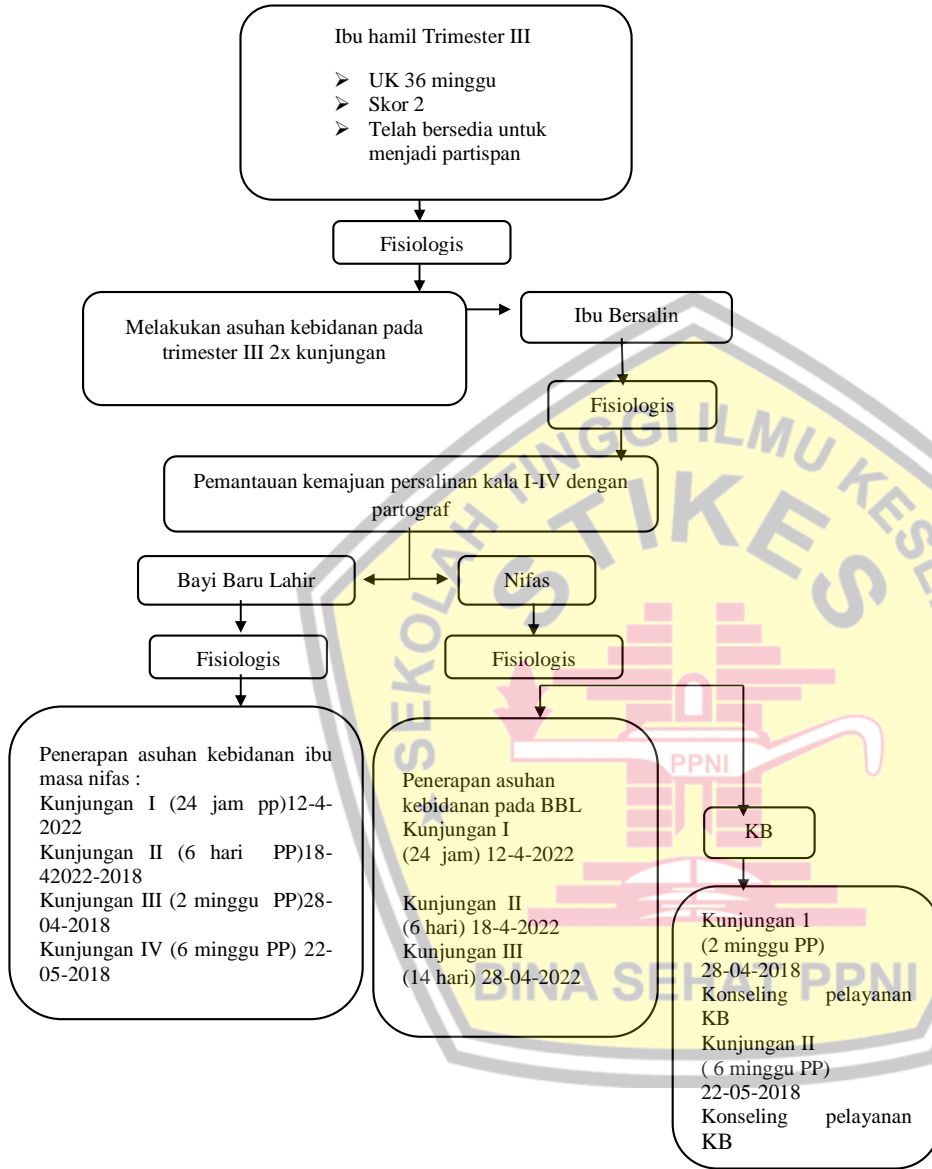 Ibu hamil Trimester III
➢ UK 36 minggu
➢ Skor 2
➢ Telah bersedia untuk
menjadi partispan
Fisiologis
Melakukan asuhan kebidanan pada
trimester III 2x kunjungan
Ibu Bersalin
Fisiologis
Pemantauan kemajuan persalinan kala I-IV dengan
partograf
Bayi Baru Lahir
Nifas
Fisiologis
Fisiologis
Penerapan asuhan kebidanan ibu
masa nifas :
Kunjungan I (24 jam pp)12-4-
2022
Kunjungan II (6 hari PP)18-
42022-2018
Kunjungan III (2 minggu PP)28-
04-2018
Kunjungan IV (6 minggu PP) 22-
05-2018
Penerapan asuhan
kebidanan pada BBL
Kunjungan I
(24 jam) 12-4-2022
Kunjungan II
(6 hari) 18-4-2022
Kunjungan III
(14 hari) 28-04-2022
KB
Kunjungan 1
(2 minggu PP)
28-04-2018
Konseling pelayanan
KB
Kunjungan II
( 6 minggu PP)
22-05-2018
Konseling pelayanan
KB
SEKOLAH TINGGI ILMU
STIKES
PPNI
BINA SEHAT PPNI